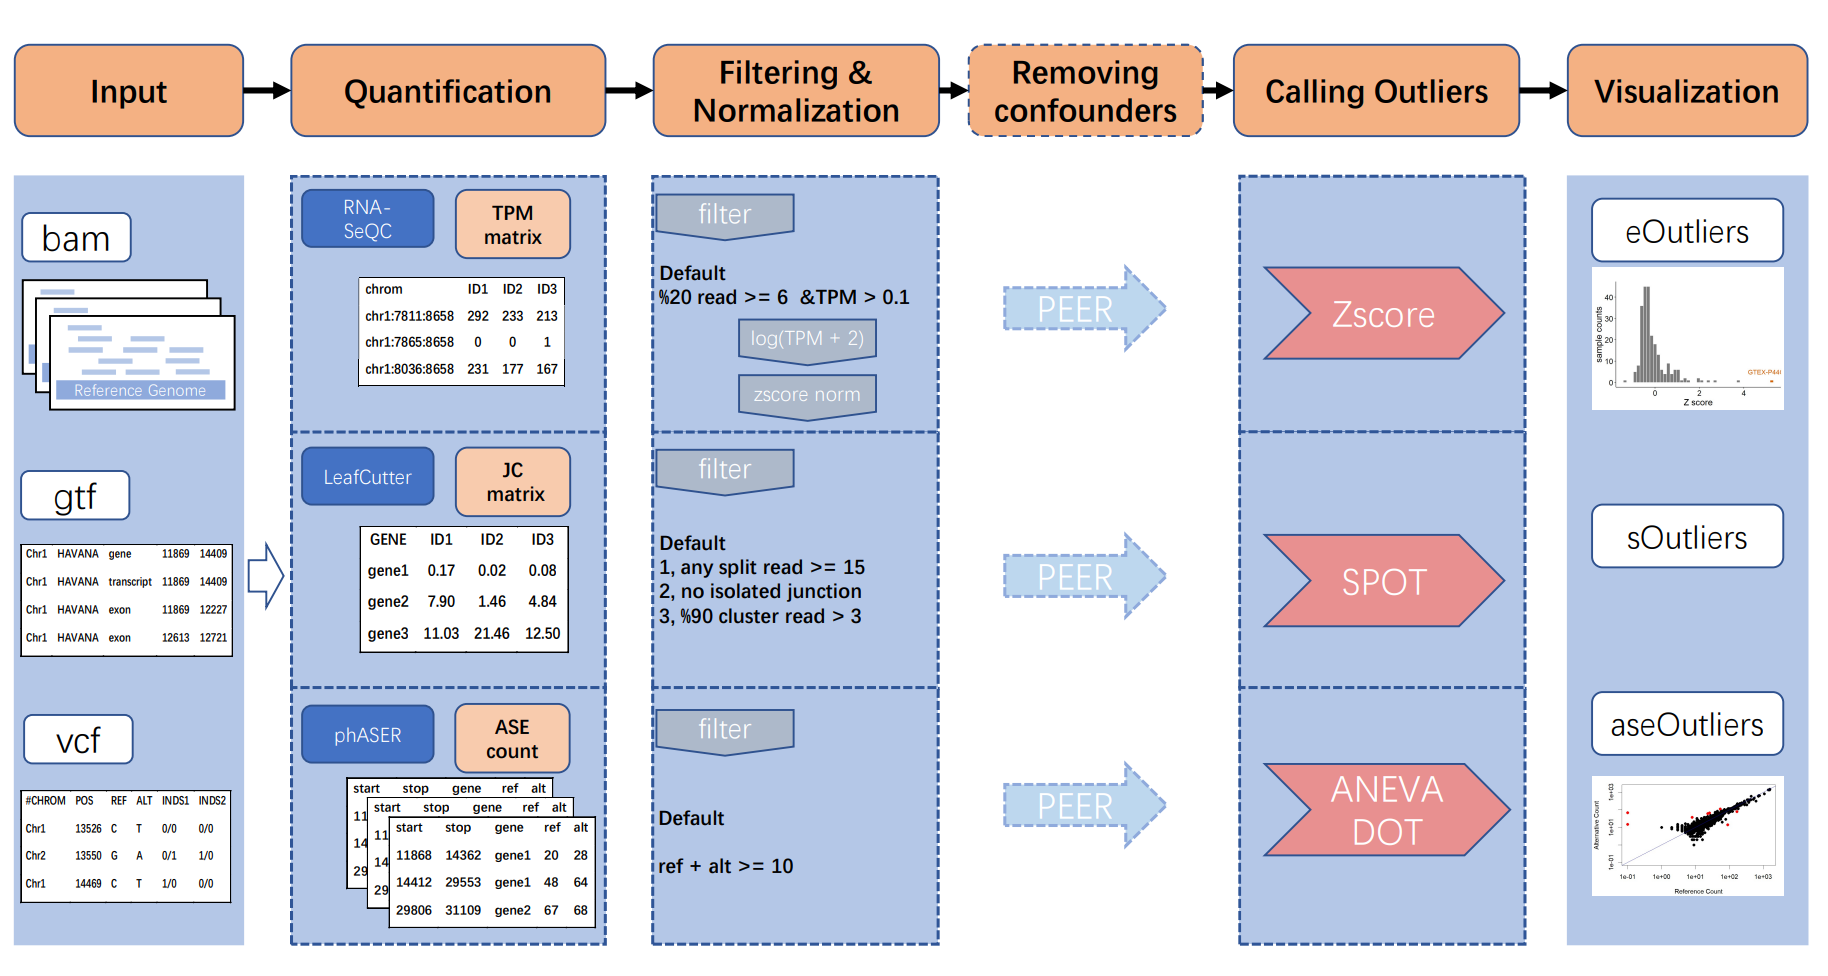 Input
Quantification
Filtering &
Normalization
Removing
confounders
Calling Outliers
Visualization
bam
Reference Genome
gtf
Chr1 HAVANA gene 11869 14409
Chr1 HAVANA transcript 11869 14409
Chr1 HAVANA exon 11869 12227
Chr1 HAVANA exon 12613 12721
vcf
#CHROM POS REF ALT INDS1 INDS2
Chr1 13526 C T 0/0 0/0
Chr2 13550 G A 0/1 1/0
Chr1 14469 C T 1/0 0/0
RNA-
SeQC
TPM
matrix
chrom ID1 ID2 ID3
chr1:7811:8658 292 233 213
chr1:7865:8658 0 0 1
chr1:8036:8658 231 177 167
LeafCutter
JC
matrix
GENE ID1 ID2 ID3
gene1 0.17 0.02 0.08
gene2 7.90 1.46 4.84
gene3 11.03 21.46 12.50
phASER
ASE
count
start stop gene ref alt
11
14
29
start stop gene ref alt
11
14
29
start stop gene ref alt
11868 14362 gene1 20 28
14412 29553 gene1 48 64
29806 31109 gene2 67 68
filter
Default
%20 read >= 6 &TPM > 0.1
log(TPM + 2)
zscore norm
filter
Default
1, any split read >= 15
2, no isolated junction
3, %90 cluster read > 3
filter
Default
ref + alt >= 10
PEER
PEER
PEER
Zscore
SPOT
ANEVA
DOT
eOutliers
sample counts
40
30
20
10
0
GTEX-P44
0 2 4
Z score
sOutliers
aseOutliers
Alternative Count
1e+03
1e+01
1e-01
1e-01 1e+00 1e+01 1e+02 1e+03
Reference Count